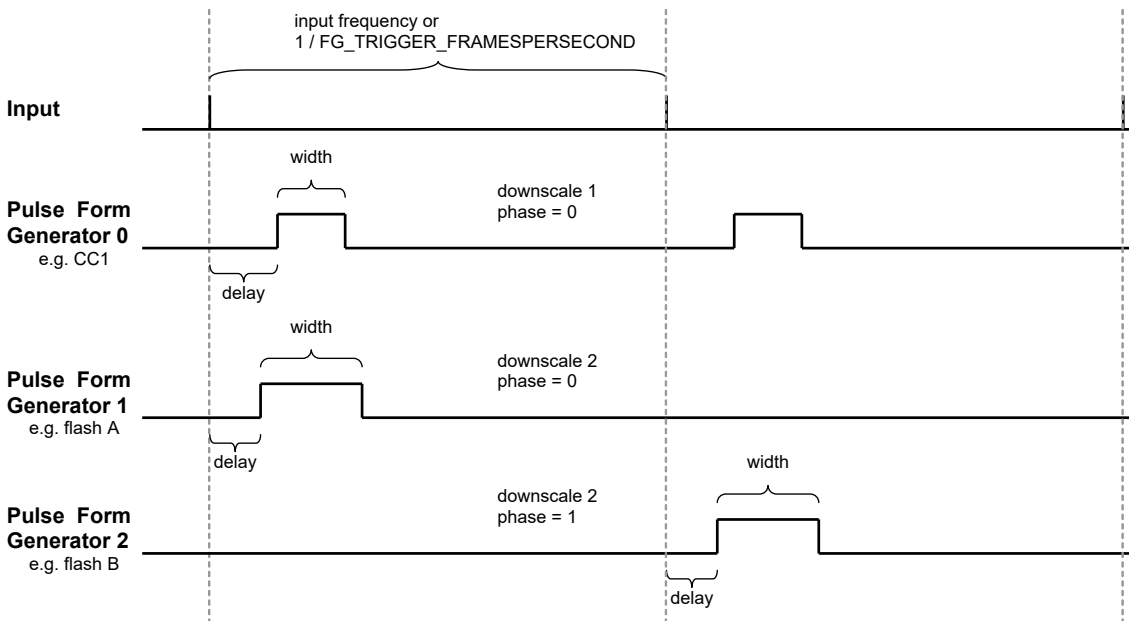 input frequency or
1 / FG_TRIGGER_FRAMESPERSECOND
Input
width
Pulse Form
Generator 0
e.g. CC1
downscale 1
phase = 0
delay
width
Pulse Form
Generator 1
e.g. flash A
downscale 2
phase = 0
delay
width
Pulse Form
Generator 2
e.g. flash B
downscale 2
phase = 1
delay